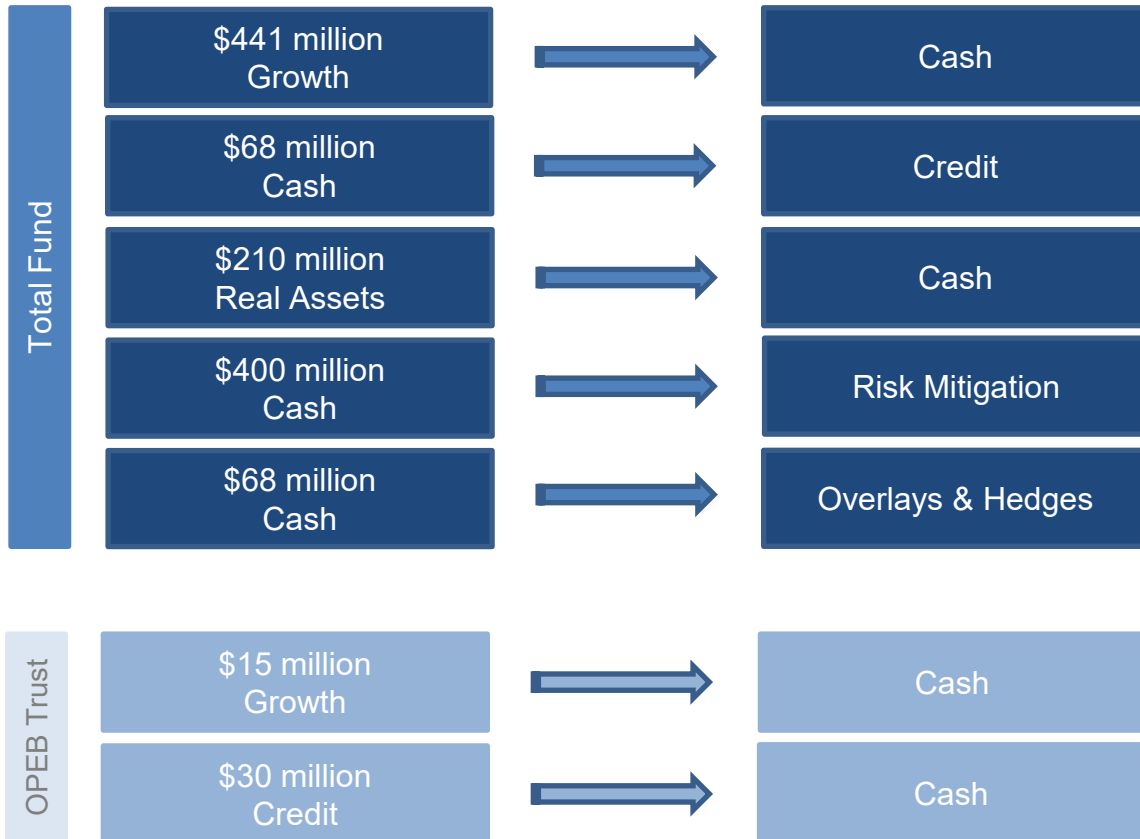 Total Fund
$441 million
Growth
Cash
$68 million
Cash
Credit
$210 million
Real Assets
Cash
$400 million
Cash
Risk Mitigation
$68 million
Cash
Overlays & Hedges
OPEB Trust
$15 million
Growth
Cash
$30 million
Credit
Cash